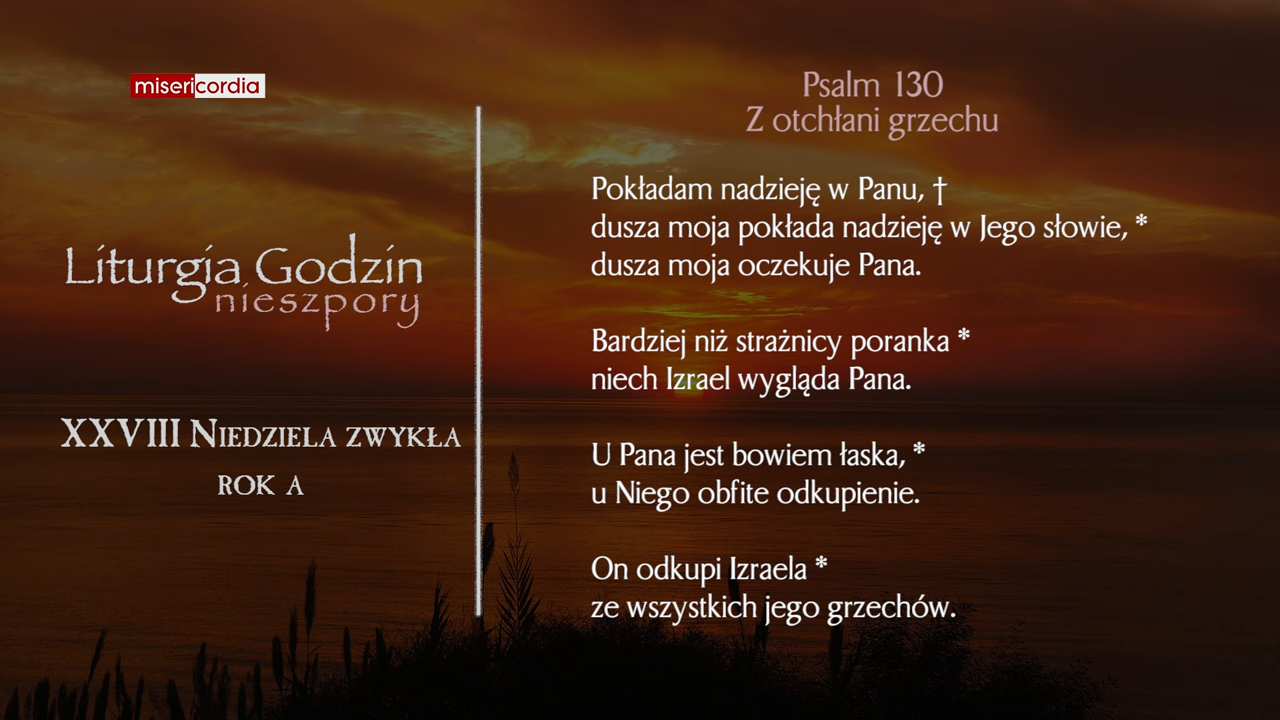 misericordia
Liturgia Godzin
nieszpory
XXVIII Niedziela zwykła
rok A
Psalm 130
Z otchłani grzechu
Pokładam nadzieję w Panu, †
dusza moja pokłada nadzieję w Jego słowie, *
dusza moja oczekuje Pana.
Bardziej niż strażnicy poranka *
niech Izrael wygląda Pana.
U Pana jest bowiem łaska, *
u Niego obfite odkupienie.
On odkupi Izraela *
ze wszystkich jego grzechów.